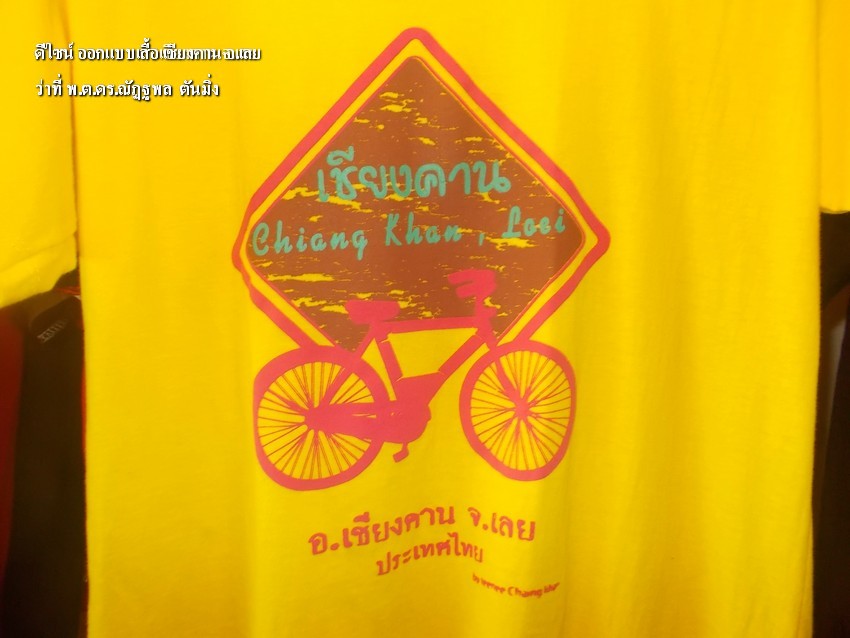 ดีไซน์ ออกแบบเสื้อเชียงคาน จ.เลย
ว่าที่ พ.ต.ดร.ณัฎฐพล ตันมิ่ง
เชียงคาน
Chiang Khan , Loei
อ.เชียงคาน จ.เลย
ประเทศไทย
by